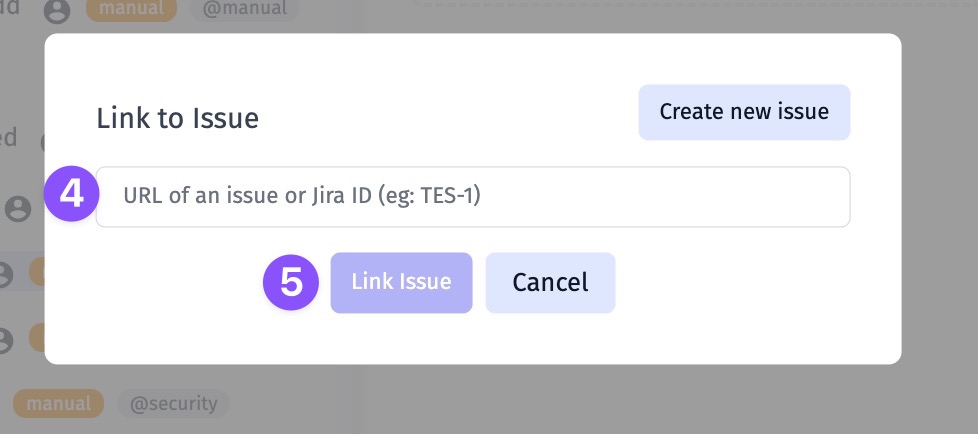 manual @manual
Link to Issue
Create new issue
4
URL of an issue or Jira ID (eg: TES-1)
5
Link Issue
Cancel
manual @security